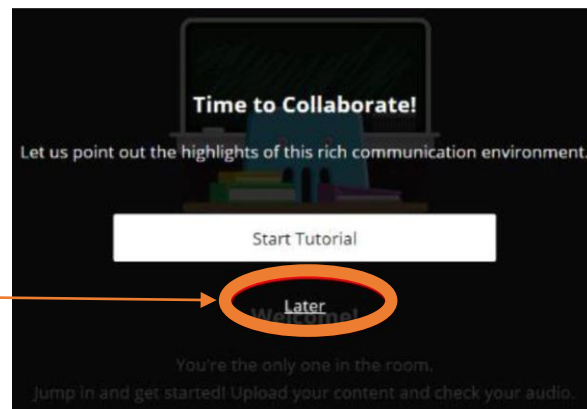 Time to Collaborate!
Let us point out the highlights of this rich communication environment.
Start Tutorial
Later
Welcome!
You're the only one in the room.
Jump in and get started! Upload your content and check your audio.